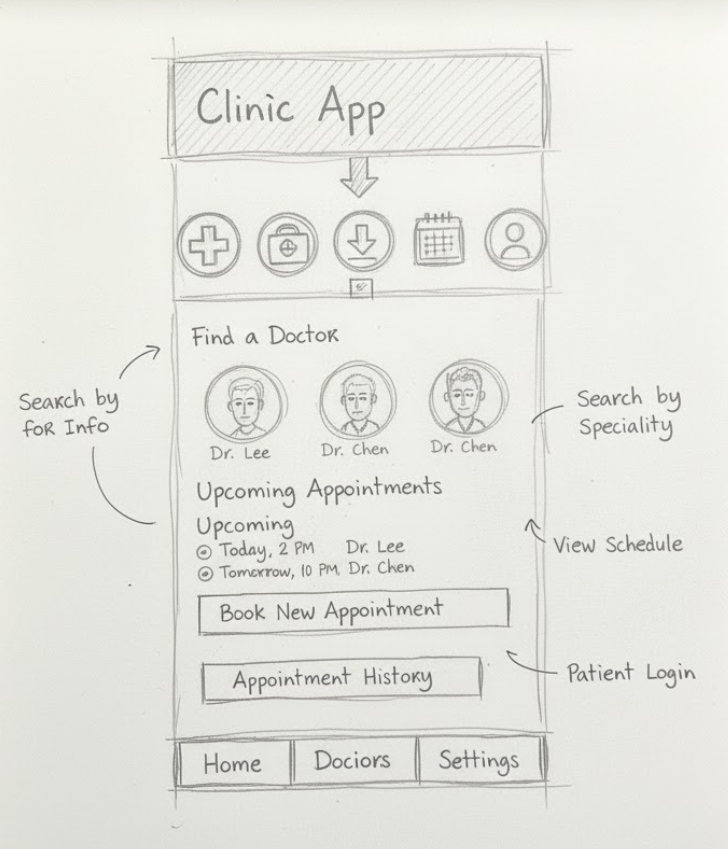 Clinic App
Find a Doctor
Search by
for Info
Dr. Lee
Dr. Chen
Dr. Chen
Search by
Speciality
Upcoming Appointments
Upcoming
Today, 2 PM Dr. Lee
Tomorrow, 10 PM, Dr. Chen
View Schedule
Book New Appointment
Appointment History
Patient Login
Home
Dociors
Settings